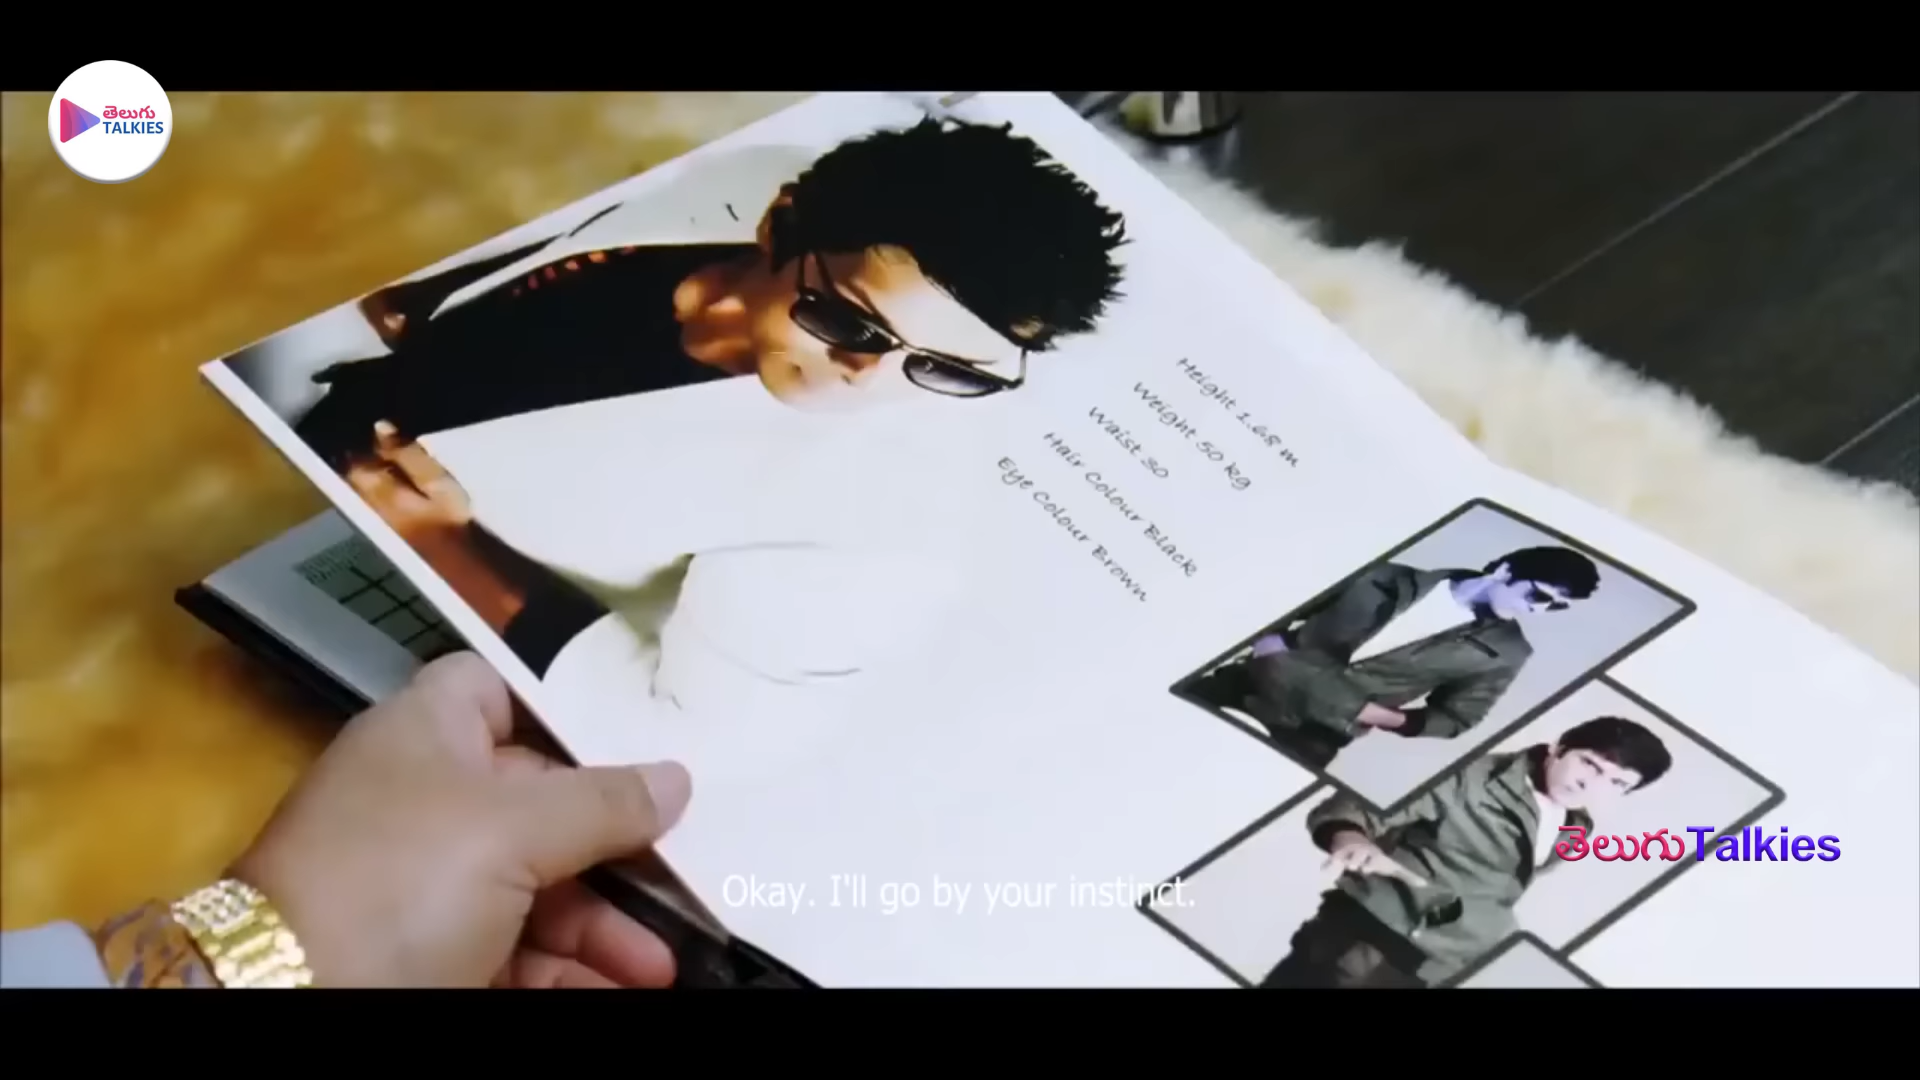 తెలుగు
TALKIES
Height 1.68 m
Weight 50 kg
Waist 30
Hair Colour Black
Eye Colour Brown
తెలుగుTalkies
Okay. I'll go by your instinct.